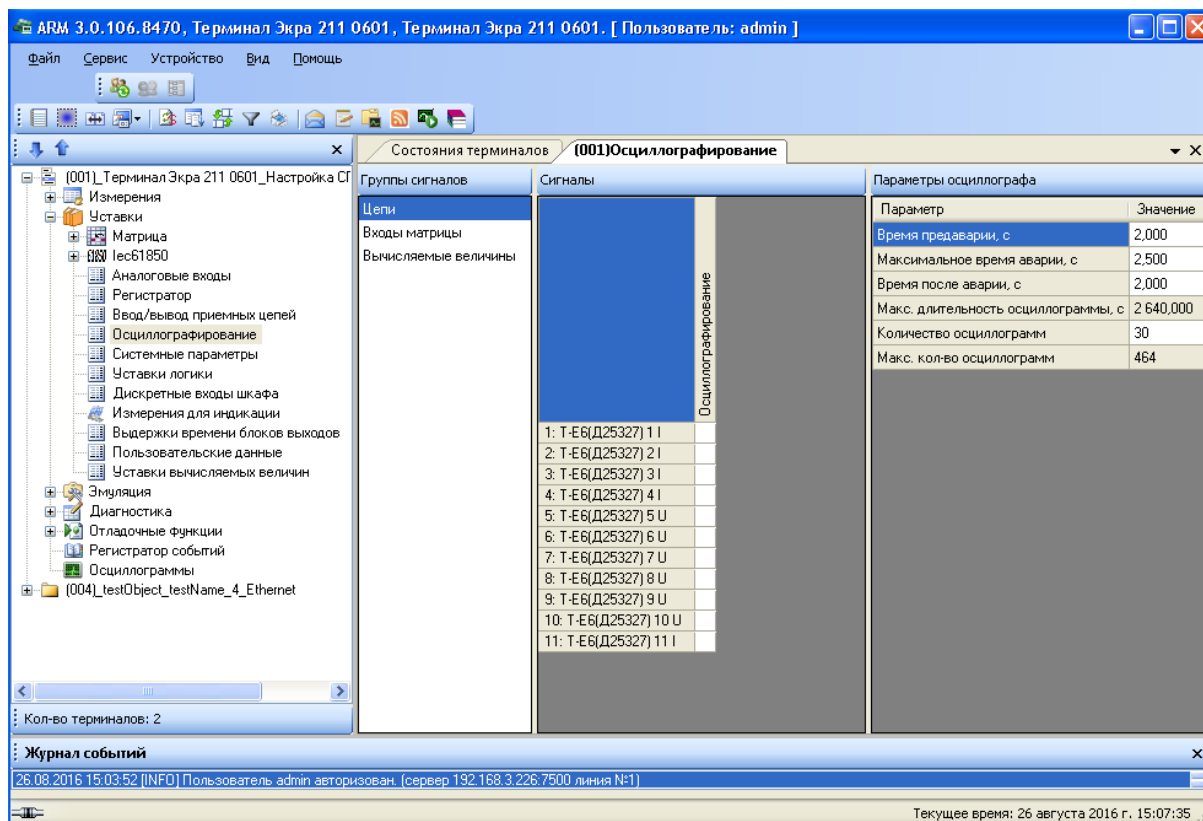 ARM 3.0.106.8470, Терминал Экра 211 0601, Терминал Экра 211 0601. [ Пользователь: admin ]
Файл Сервис Устройство Вид Помощь
Состояния терминалов (001)Осциллографирование
(001)_Терминал Экра 211 0601_Настройка СГ
Измерения
Уставки
Матрица
Iec61850
Аналоговые входы
Регистратор
Ввод/вывод приемных цепей
Осциллографирование
Системные параметры
Уставки логики
Дискретные входы шкафа
Измерения для индикации
Выдержки времени блоков выходов
Пользовательские данные
Уставки вычисляемых величин
Эмуляция
Диагностика
Отладочные функции
Регистратор событий
Осциллограммы
(004)_testObject_testName_4_Ethernet
Кол-во терминалов: 2
Группы сигналов
Цепи
Входы матрицы
Вычисляемые величины
Сигналы
Осциллографирование
1: Т-Е6(Д25327) 1 I
2: Т-Е6(Д25327) 2 I
3: Т-Е6(Д25327) 3 I
4: Т-Е6(Д25327) 4 I
5: Т-Е6(Д25327) 5 U
6: Т-Е6(Д25327) 6 U
7: Т-Е6(Д25327) 7 U
8: Т-Е6(Д25327) 8 U
9: Т-Е6(Д25327) 9 U
10: Т-Е6(Д25327) 10 U
11: Т-Е6(Д25327) 11 I
Параметры осциллографа
Параметр Значение
Время предаварии, с 2,000
Максимальное время аварии, с 2,500
Время после аварии, с 2,000
Макс. длительность осциллограммы, с 2 640,000
Количество осциллограмм 30
Макс. кол-во осциллограмм 464
Журнал событий
26.08.2016 15:03:52 [INFO] Пользователь admin авторизован. (сервер 192.168.3.226:7500 линия №1)
Текущее время: 26 августа 2016 г. 15:07:35